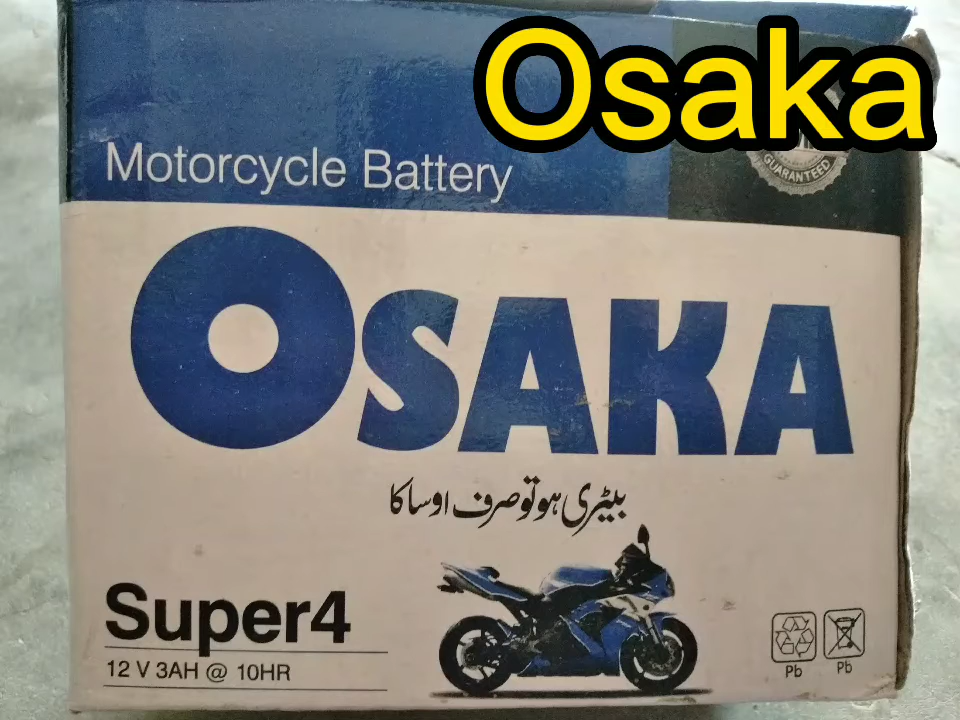 Osaka
Motorcycle Battery
GUARANTEED
OSAKA
بیٹری ہو تو صرف اوساکا
Super4
12 V 3AH @ 10HR
Pb
Pb